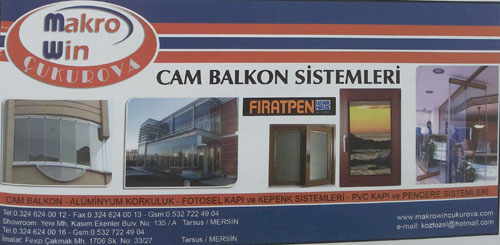 Makro
Win
ÇUKUROVA
CAM BALKON SİSTEMLERİ
FIRATPEN
CAM BALKON - ALÜMİNYUM KORKULUK - FOTOSEL KAPI ve KEPENK SİSTEMLERİ - PVC KAPI ve PENCERE SİSTEMLERİ
Tel:0.324 624 00 12 - Fax:0.324 624 00 13 - Gsm:0.532 722 49 04
Showroom: Yeni Mh. Kasım Ekenler Bulv. No: 135 / A Tarsus / MERSİN
Tel:0.324 624 00 16 - Gsm:0.532 722 49 04
İmalat: Fevzi Çakmak Mh. 1706 Sk. No: 33/27 Tarsus / MERSİN
www.makrowincukurova.com
e-mail: kozlozel@hotmail.com